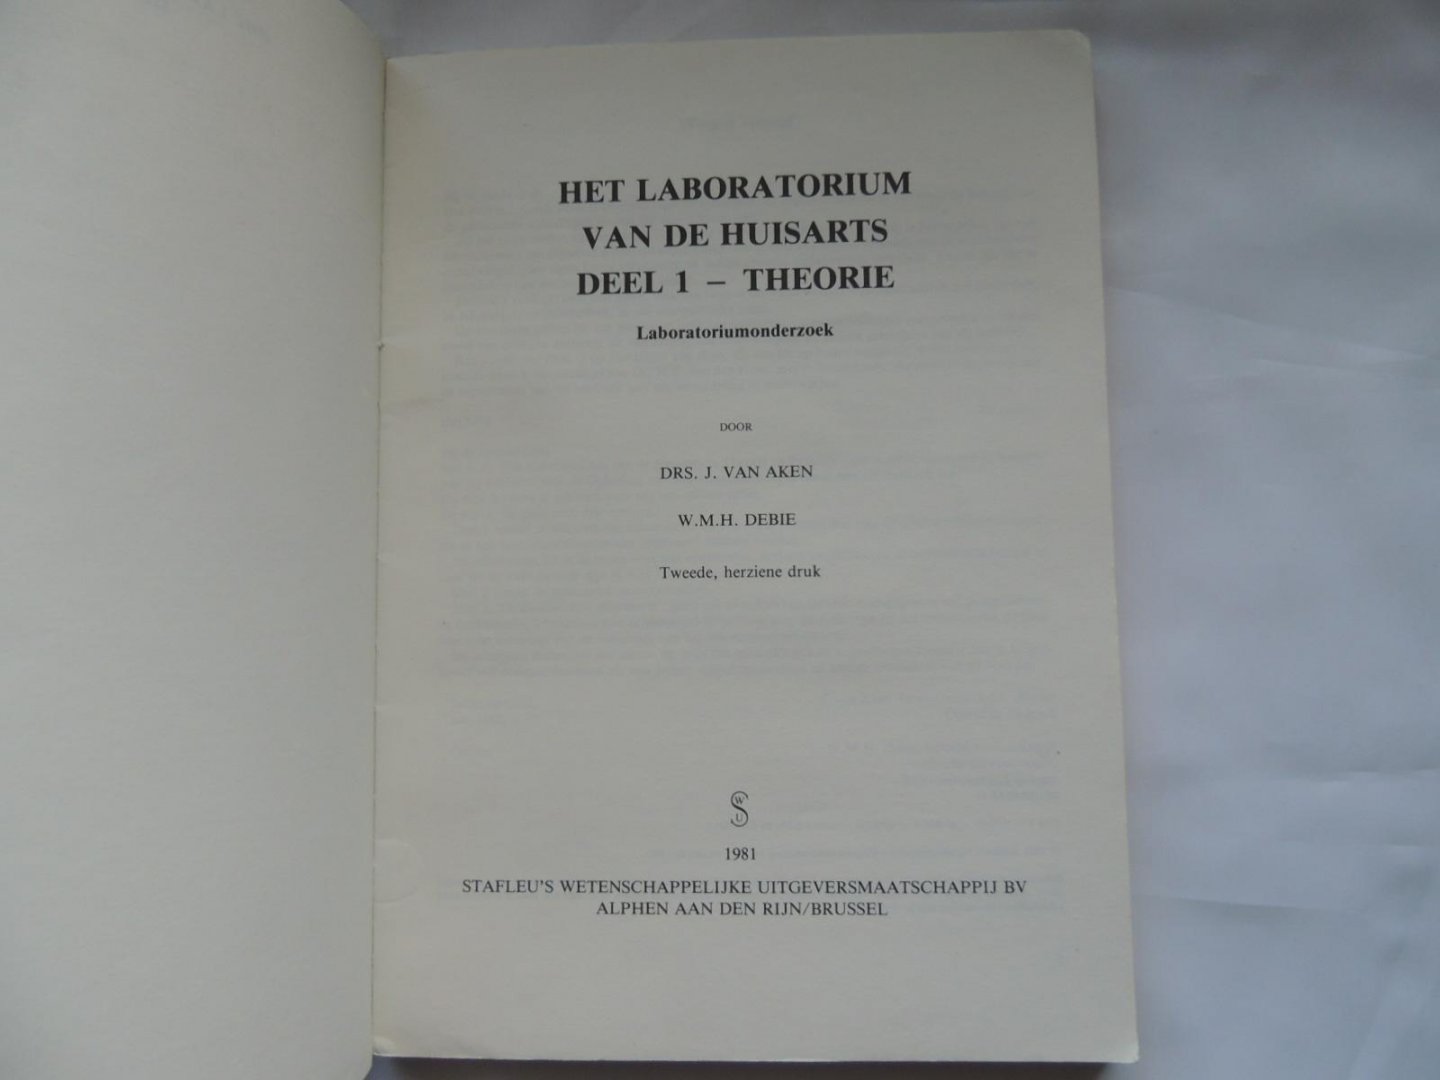 HET LABORATORIUM
VAN DE HUISARTS
DEEL 1 – THEORIE
Laboratoriumonderzoek
DOOR
DRS. J. VAN AKEN
W.M.H. DEBIE
Tweede, herziene druk
W
S
U
1981
STAFLEU'S WETENSCHAPPELIJKE UITGEVERSMAATSCHAPPIJ BV
ALPHEN AAN DEN RIJN/BRUSSEL